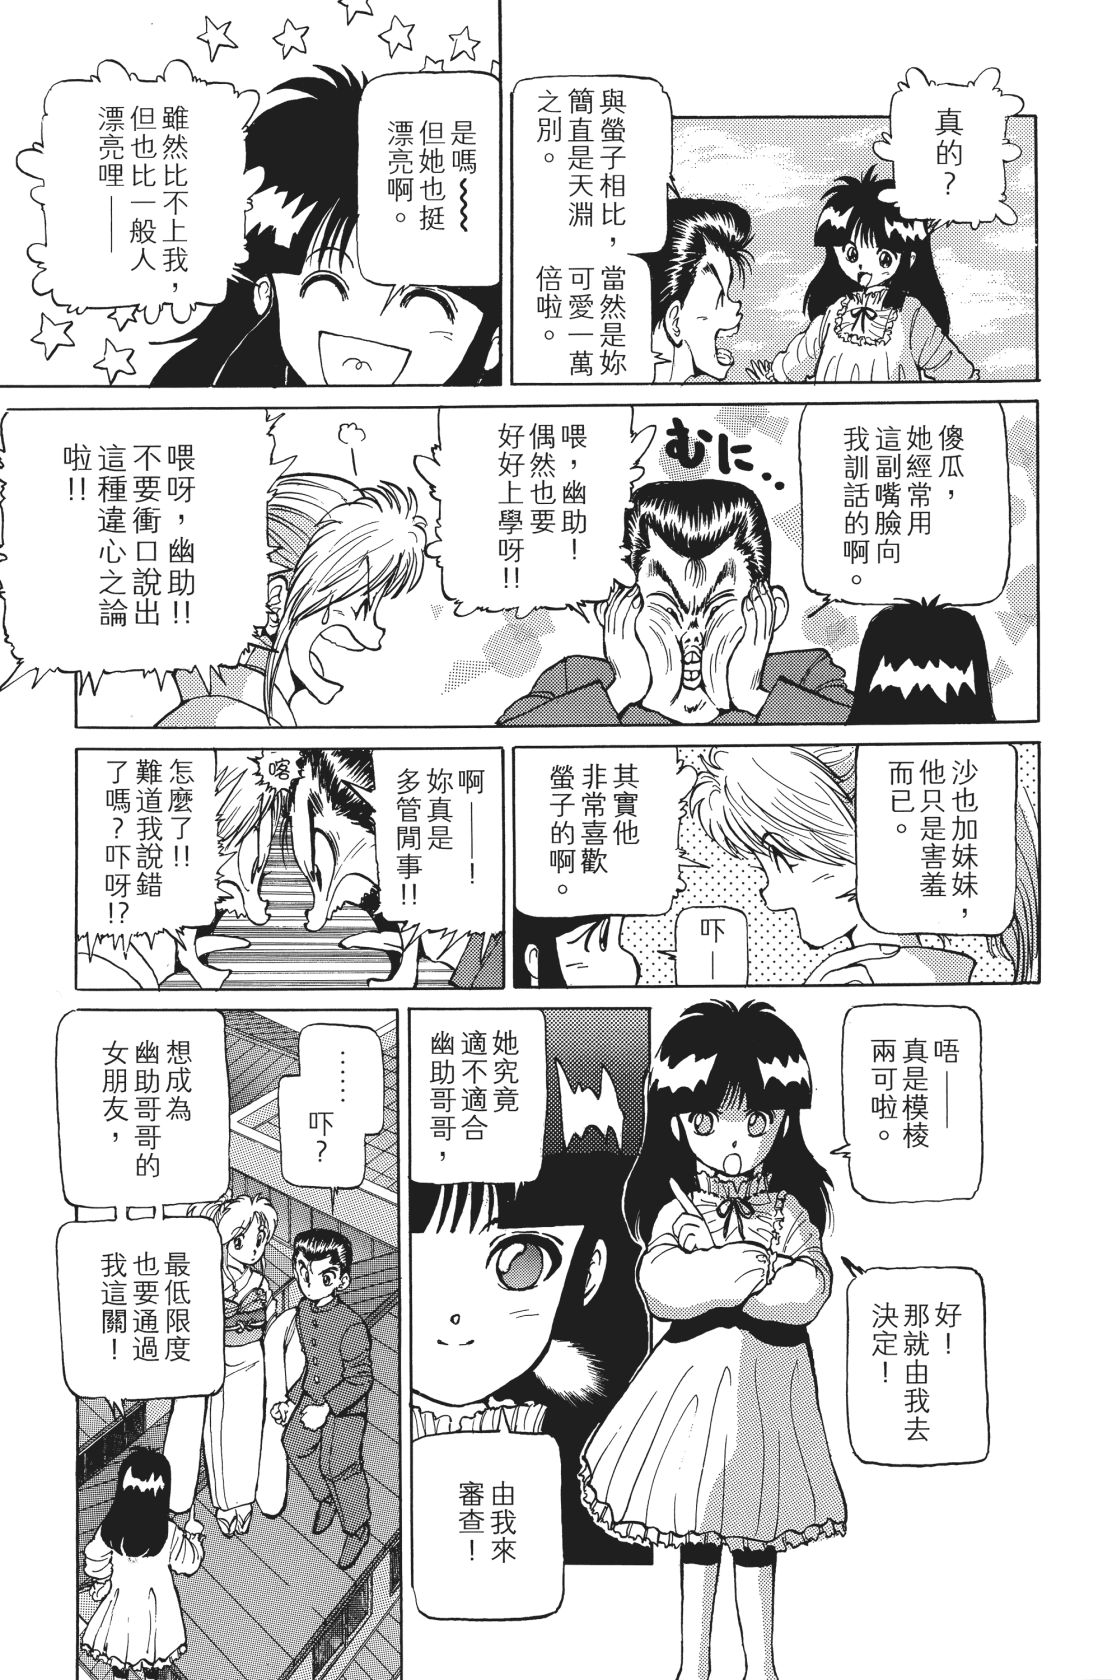 真的？
與螢子相比，
簡直是天淵
之別。
當然是妳
可愛一萬
倍啦。
是嗎～～
但她也挺
漂亮啊。
雖然比不上我，
但也比一般人
漂亮哩——
傻瓜，
她經常用
這副嘴臉向
我訓話的啊。
むに‥
喂，幽助！
偶然也要
好好上學呀!!
喂呀，幽助!!
不要衝口說出
這種違心之論
啦!!
沙也加妹妹，
他只是害羞
而已。
吓——
其實他
非常喜歡
螢子的啊。
啊——！
妳真是
多管閒事!!
喀
怎麼了!!
難道我說錯
了嗎？吓呀!?
唔——
真是模棱
兩可啦。
好！
那就由我去
決定！
她究竟
適不適合
幽助哥哥，
由我來
審查！
……
吓？
想成為
幽助哥哥的
女朋友，
最低限度
也要通過
我這關！